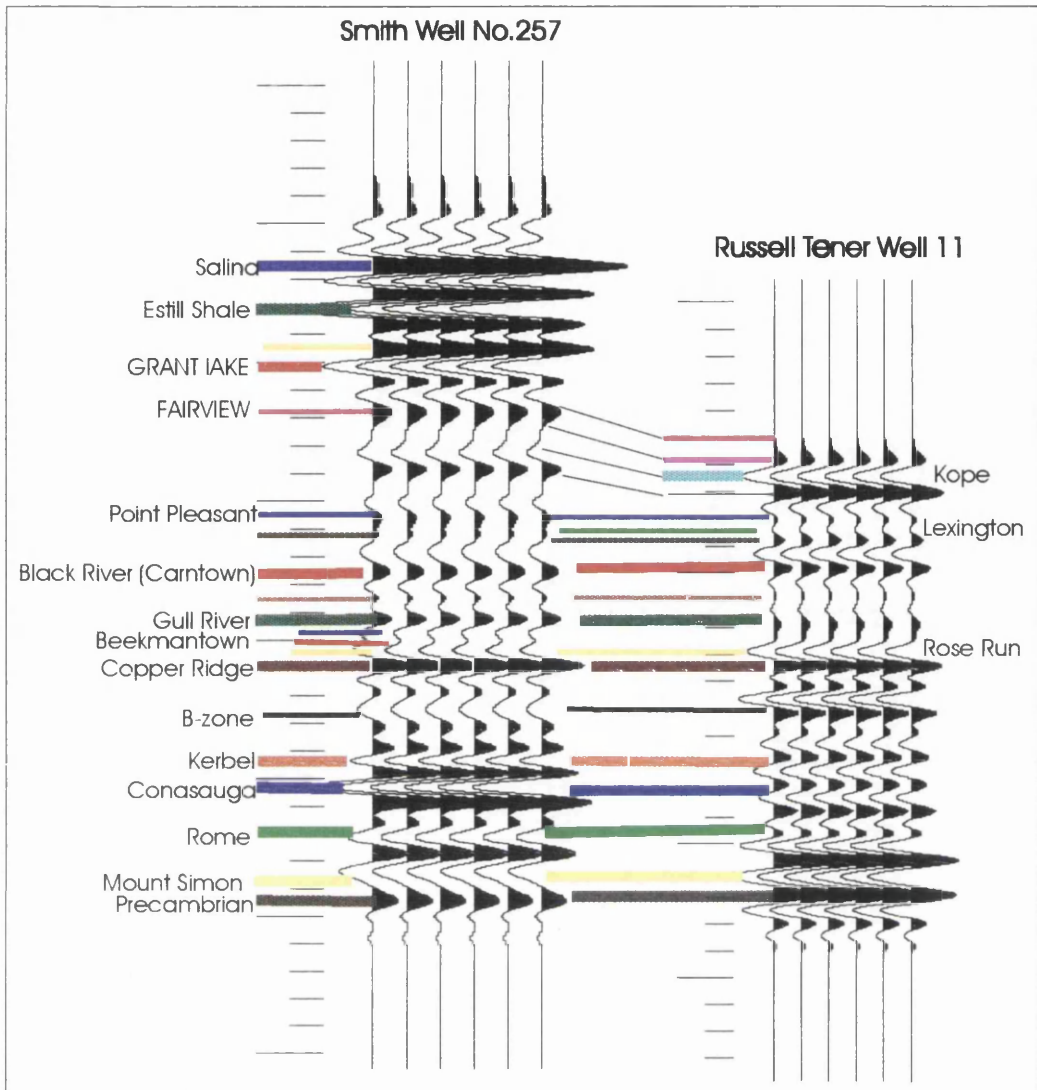 Smith Well No.257
Russell Tener Well 11
Salina
Estill Shale
GRANT lAKE
FAIRVIEW
Kope
Point Pleasant
Lexington
Black River (Carntown)
Gull River
Beekmantown
Rose Run
Copper Ridge
B-zone
Kerbel
Conasauga
Rome
Mount Simon
Precambrian